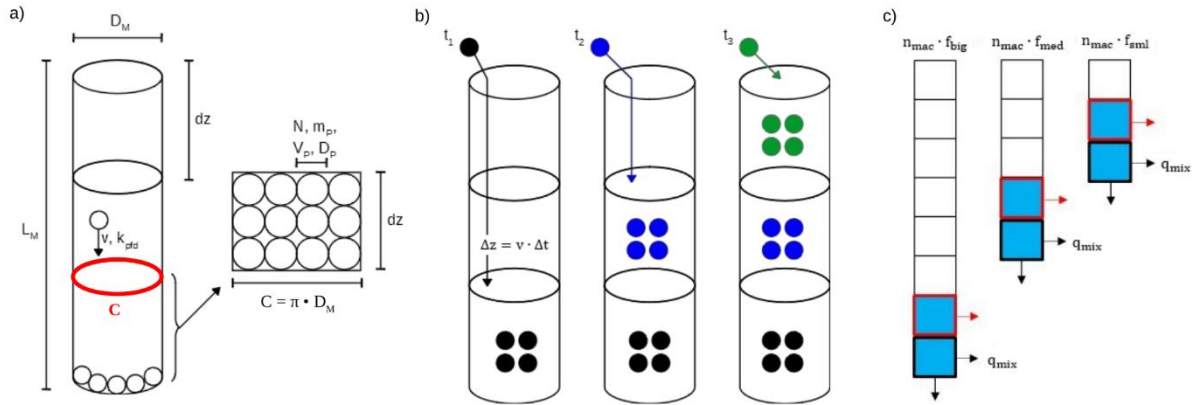 a)
D_M
dz
L_M
v, k_pfd
C
N, m_p,
V_p, D_p
dz
C = π • D_M
b)
t_1
t_2
t_3
Δz = v · Δt
c)
n_mac · f_big
n_mac · f_med
n_mac · f_sml
q_mix
q_mix
q_mix